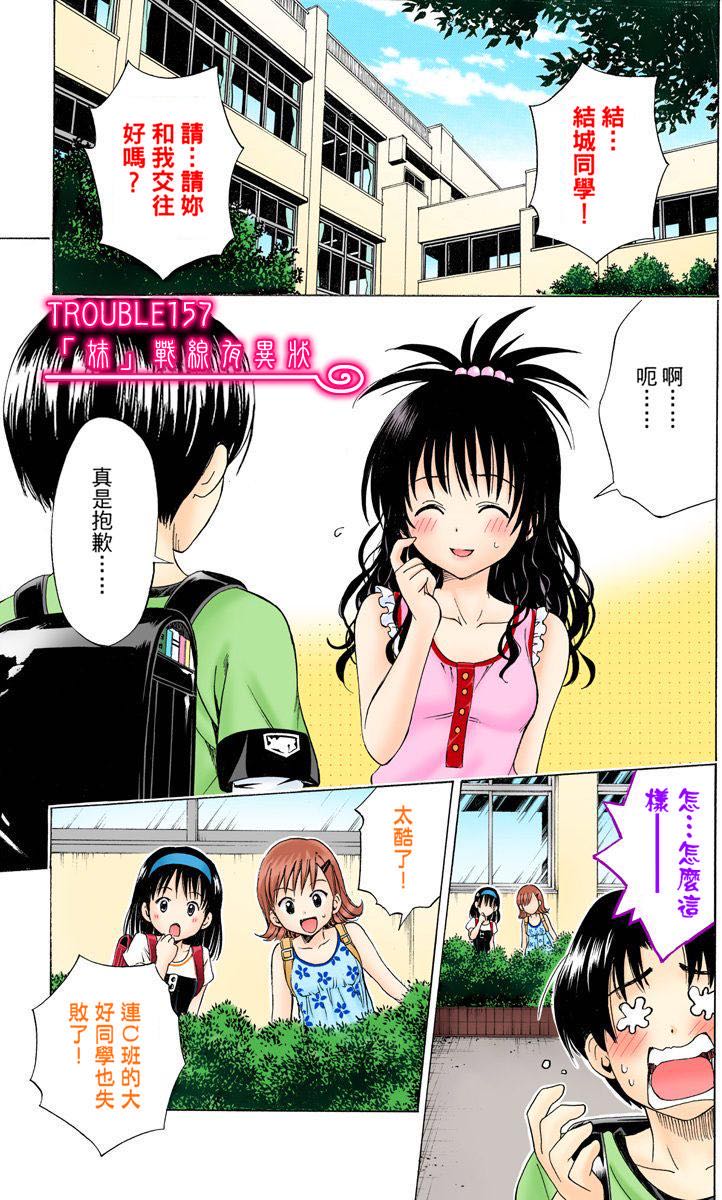 結…
結城同學！
請…請妳
和我交往
好嗎？
TROUBLE157
「妹」戰線有異狀
啊……
呃……
真是抱歉……
怎…怎麼這
樣——
太酷了！
連C班的大
好同學也失
敗了！